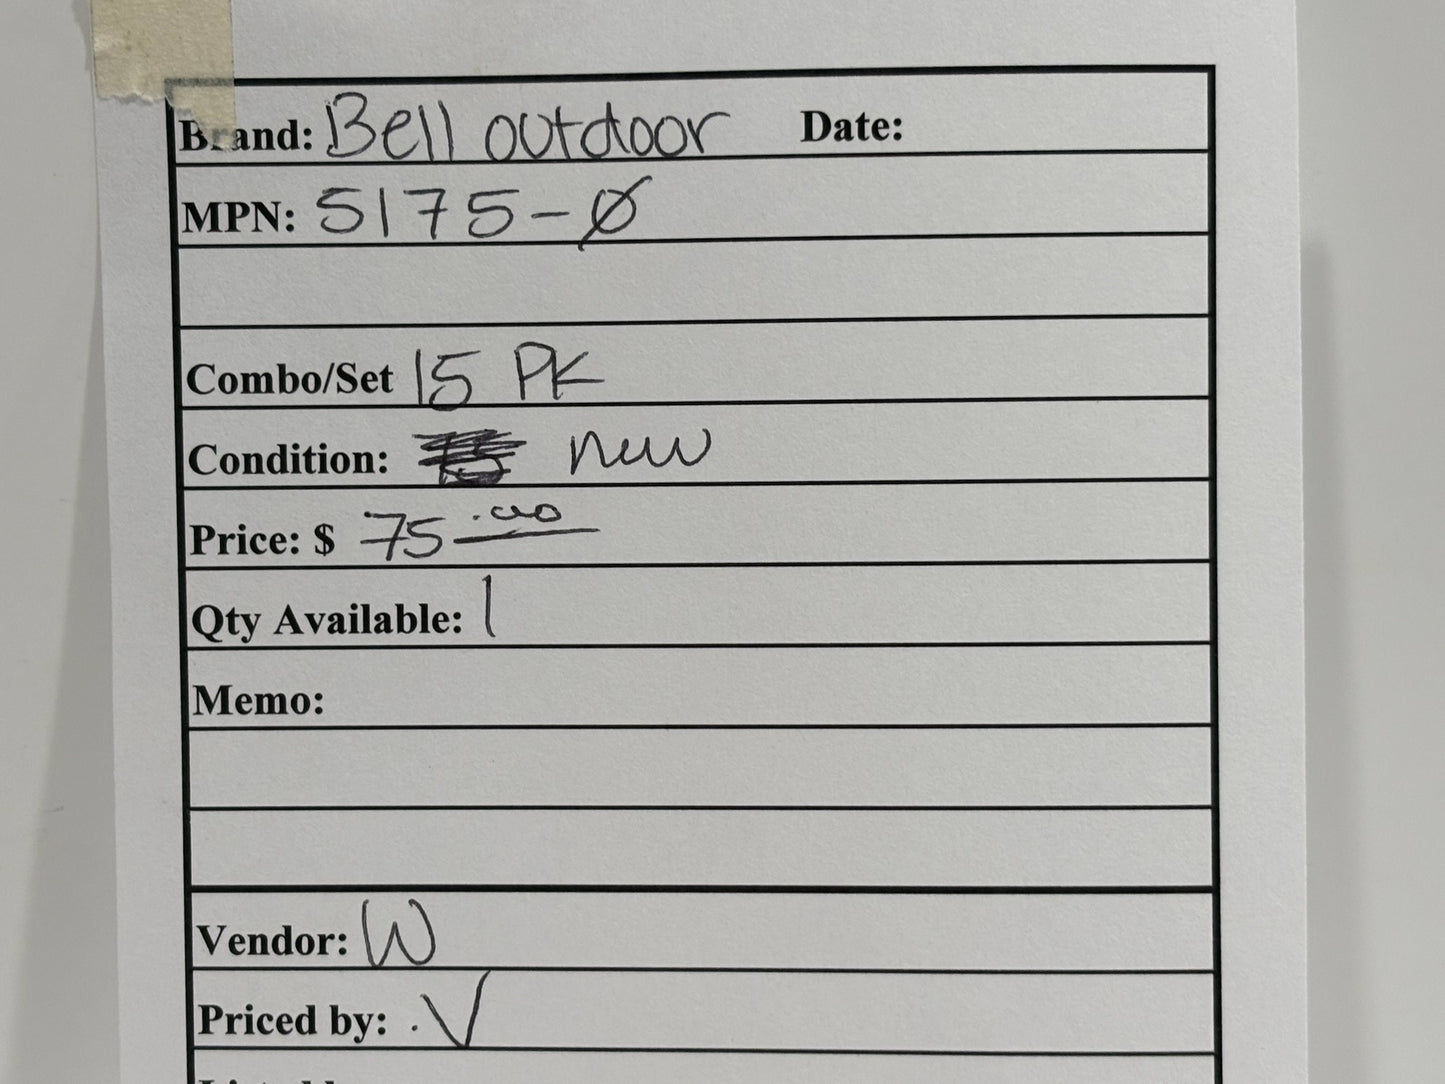 Brand: Bell outdoor Date:
MPN: 5175-Ø
Combo/Set 15 PK
Condition: new
Price: $ 75.00
Qty Available: 1
Memo:
Vendor: W
Priced by: .V